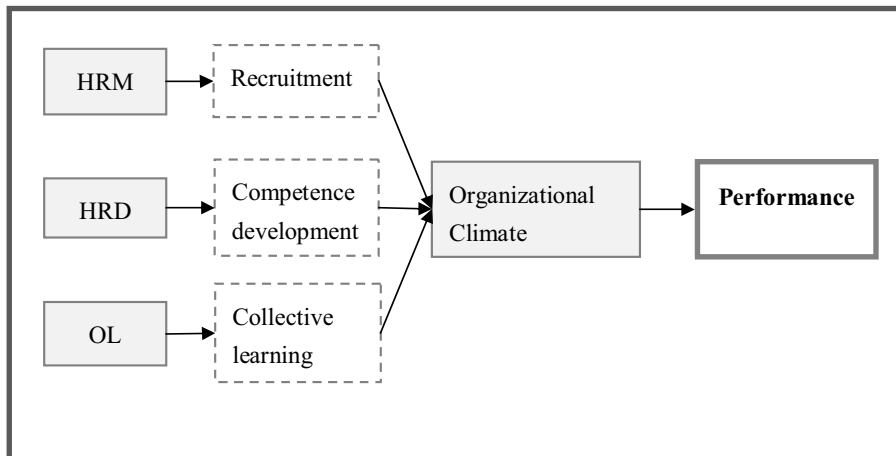 HRM
Recruitment
HRD
Competence
development
OL
Collective
learning
Organizational
Climate
Performance